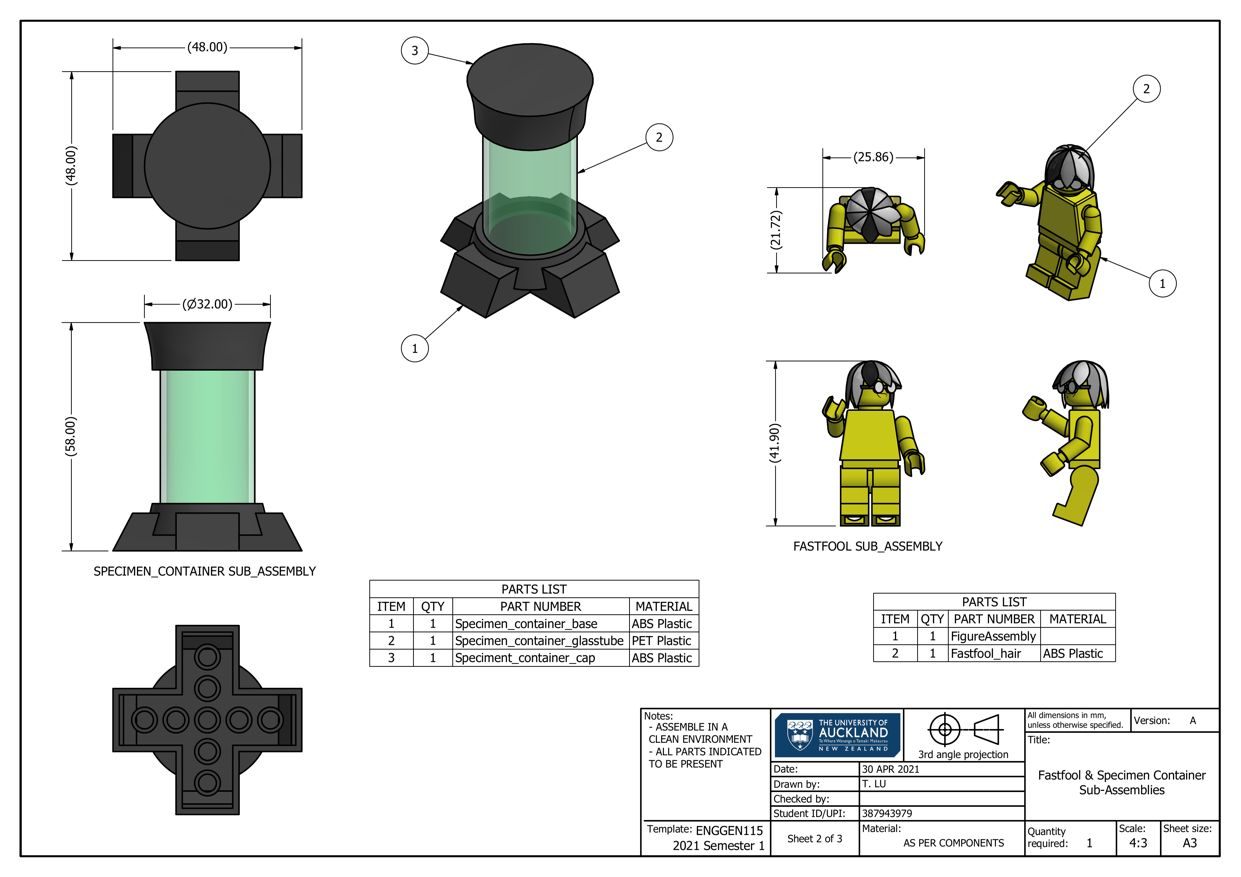 (48.00)
(48.00)
3
2
1
(Ø32.00)
(58.00)
SPECIMEN_CONTAINER SUB_ASSEMBLY
2
(25.86)
(21.72)
1
(41.90)
FASTFOOL SUB_ASSEMBLY
PARTS LIST
ITEM QTY PART NUMBER MATERIAL
1 1 Specimen_container_base ABS Plastic
2 1 Specimen_container_glasstube PET Plastic
3 1 Speciment_container_cap ABS Plastic
PARTS LIST
ITEM QTY PART NUMBER MATERIAL
1 1 FigureAssembly
2 1 Fastfool_hair ABS Plastic
Notes:
- ASSEMBLE IN A
CLEAN ENVIRONMENT
- ALL PARTS INDICATED
TO BE PRESENT
Template: ENGGEN115
2021 Semester 1
THE UNIVERSITY OF
AUCKLAND
Te Whare Wananga o Tamaki Makaurau
NEW ZEALAND
3rd angle projection
Date: 30 APR 2021
Drawn by: T. LU
Checked by:
Student ID/UPI: 387943979
Sheet 2 of 3
Material:
AS PER COMPONENTS
All dimensions in mm,
unless otherwise specified.
Version: A
Title:
Fastfool & Specimen Container
Sub-Assemblies
Quantity
required: 1
Scale:
4:3
Sheet size:
A3